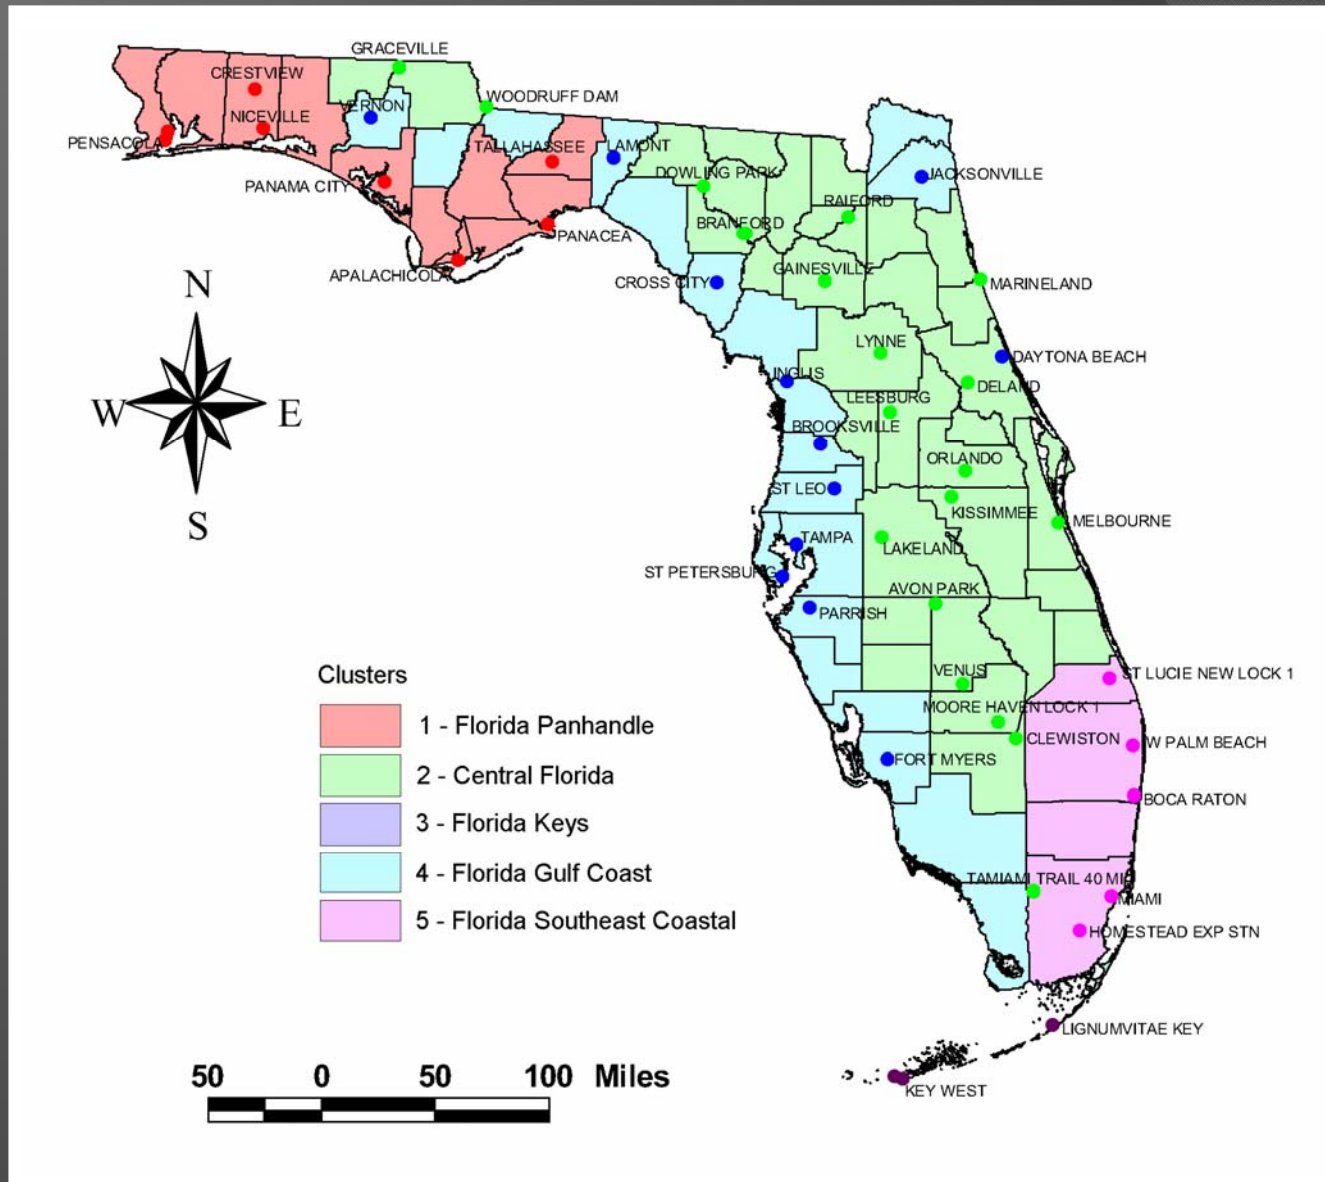 GRACEVILLE
CRESTVIEW
WOODRUFF DAM
VERNON
NICEVILLE
PENSACOLA
TALLAHASSEE
LAMONT
DOWLING PARK
JACKSONVILLE
PANAMA CITY
RAIFORD
BRANFORD
PANACEA
APALACHICOLA
GAINESVILLE
CROSS CITY
MARINELAND
N
W
E
S
LYNNE
DAYTONA BEACH
INGLIS
DELAND
LEESBURG
BROOKSVILLE
ORLANDO
ST LEO
KISSIMMEE
MELBOURNE
TAMPA
LAKELAND
ST PETERSBURG
AVON PARK
PARRISH
VENUS
ST LUCIE NEW LOCK 1
MOORE HAVEN LOCK 1
CLEWISTON
W PALM BEACH
FORT MYERS
BOCA RATON
TAMIAMI TRAIL 40 MI
MIAMI
HOMESTEAD EXP STN
LIGNUMVITAE KEY
KEY WEST
Clusters
1 - Florida Panhandle
2 - Central Florida
3 - Florida Keys
4 - Florida Gulf Coast
5 - Florida Southeast Coastal
50 0 50 100 Miles